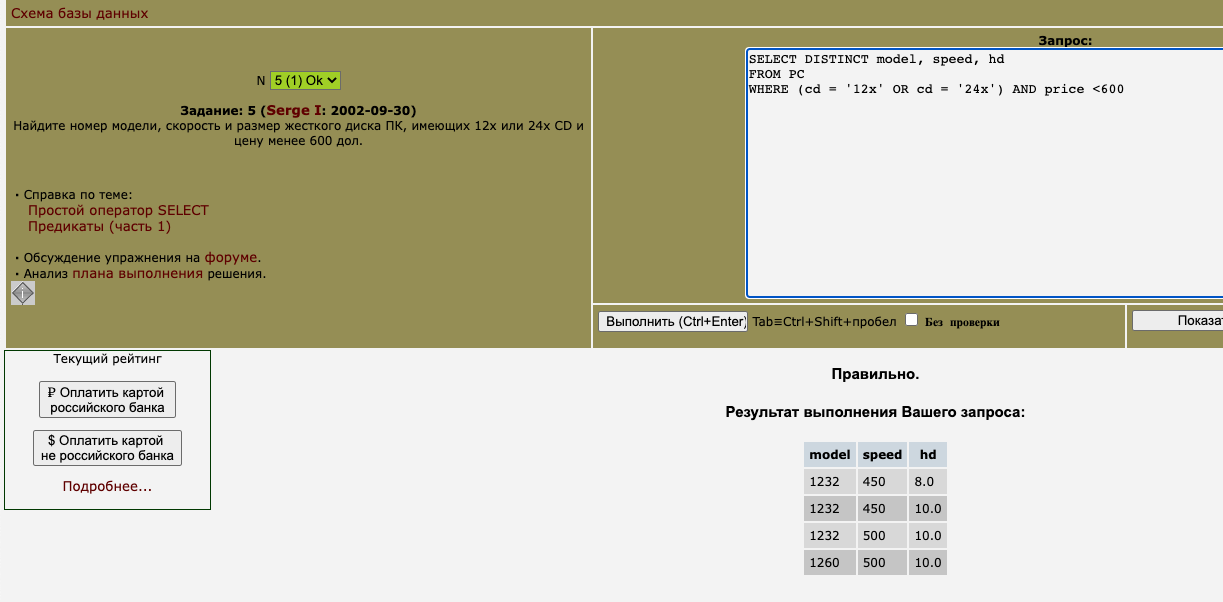 Схема базы данных
Запрос:
N 5 (1) Ok
Задание: 5 (Serge I: 2002-09-30)
Найдите номер модели, скорость и размер жесткого диска ПК, имеющих 12x или 24x CD и
цену менее 600 дол.
• Справка по теме:
Простой оператор SELECT
Предикаты (часть 1)
• Обсуждение упражнения на форуме.
• Анализ плана выполнения решения.
SELECT DISTINCT model, speed, hd
FROM PC
WHERE (cd = '12x' OR cd = '24x') AND price <600
Выполнить (Ctrl+Enter) Tab≡Ctrl+Shift+пробел Без проверки
Текущий рейтинг
₽ Оплатить картой
российского банка
$ Оплатить картой
не российского банка
Подробнее...
Правильно.
Результат выполнения Вашего запроса:
model speed hd
1232 450 8.0
1232 450 10.0
1232 500 10.0
1260 500 10.0